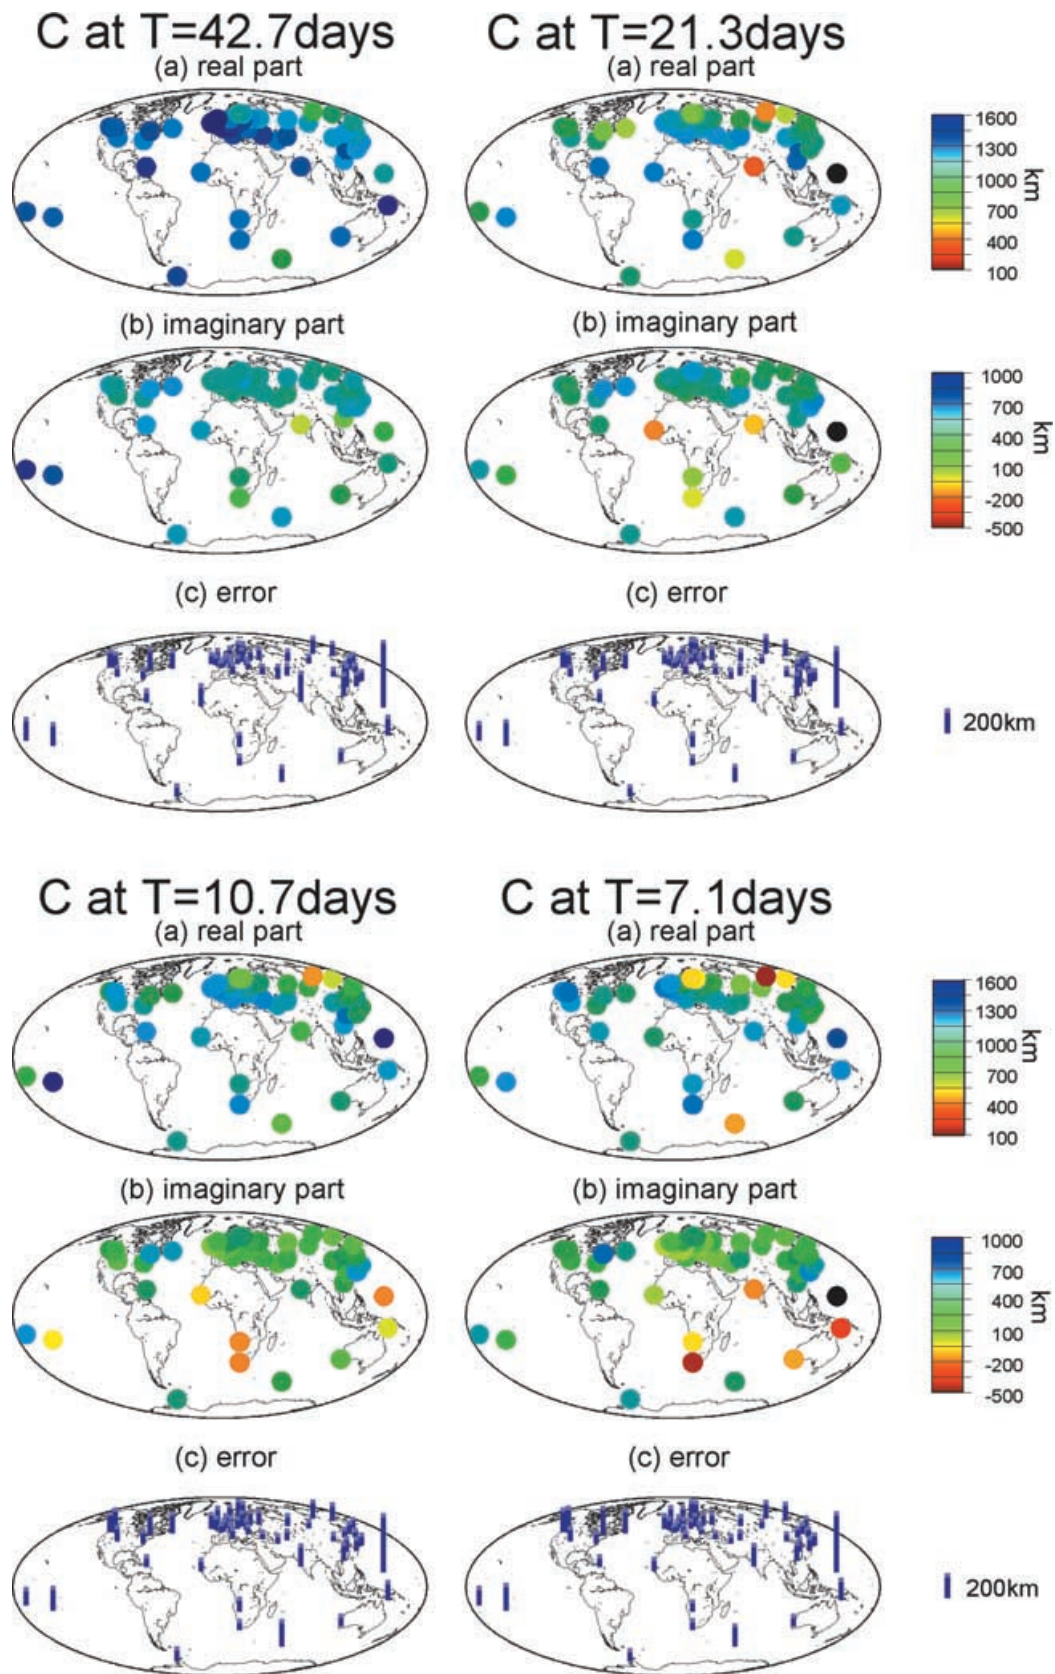 C at T=42.7days
(a) real part
C at T=21.3days
(a) real part
1600
1300
1000
700
400
100
km
(b) imaginary part
(b) imaginary part
1000
700
400
100
-200
-500
km
(c) error
(c) error
200km
C at T=10.7days
(a) real part
C at T=7.1days
(a) real part
1600
1300
1000
700
400
100
km
(b) imaginary part
(b) imaginary part
1000
700
400
100
-200
-500
km
(c) error
(c) error
200km